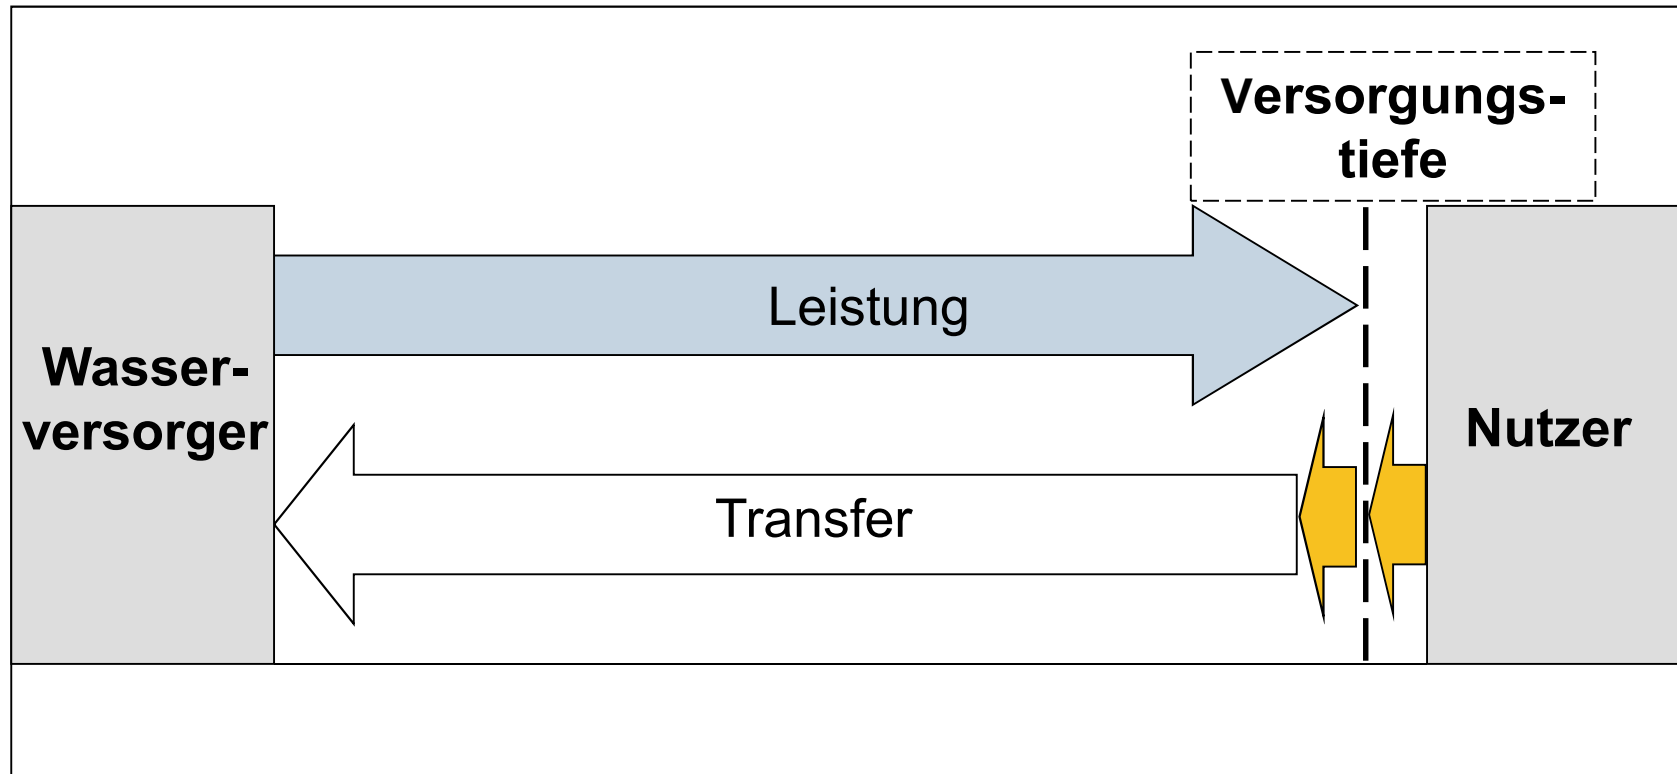 Versorgungs-
tiefe
Leistung
Wasser-
versorger
Nutzer
Transfer